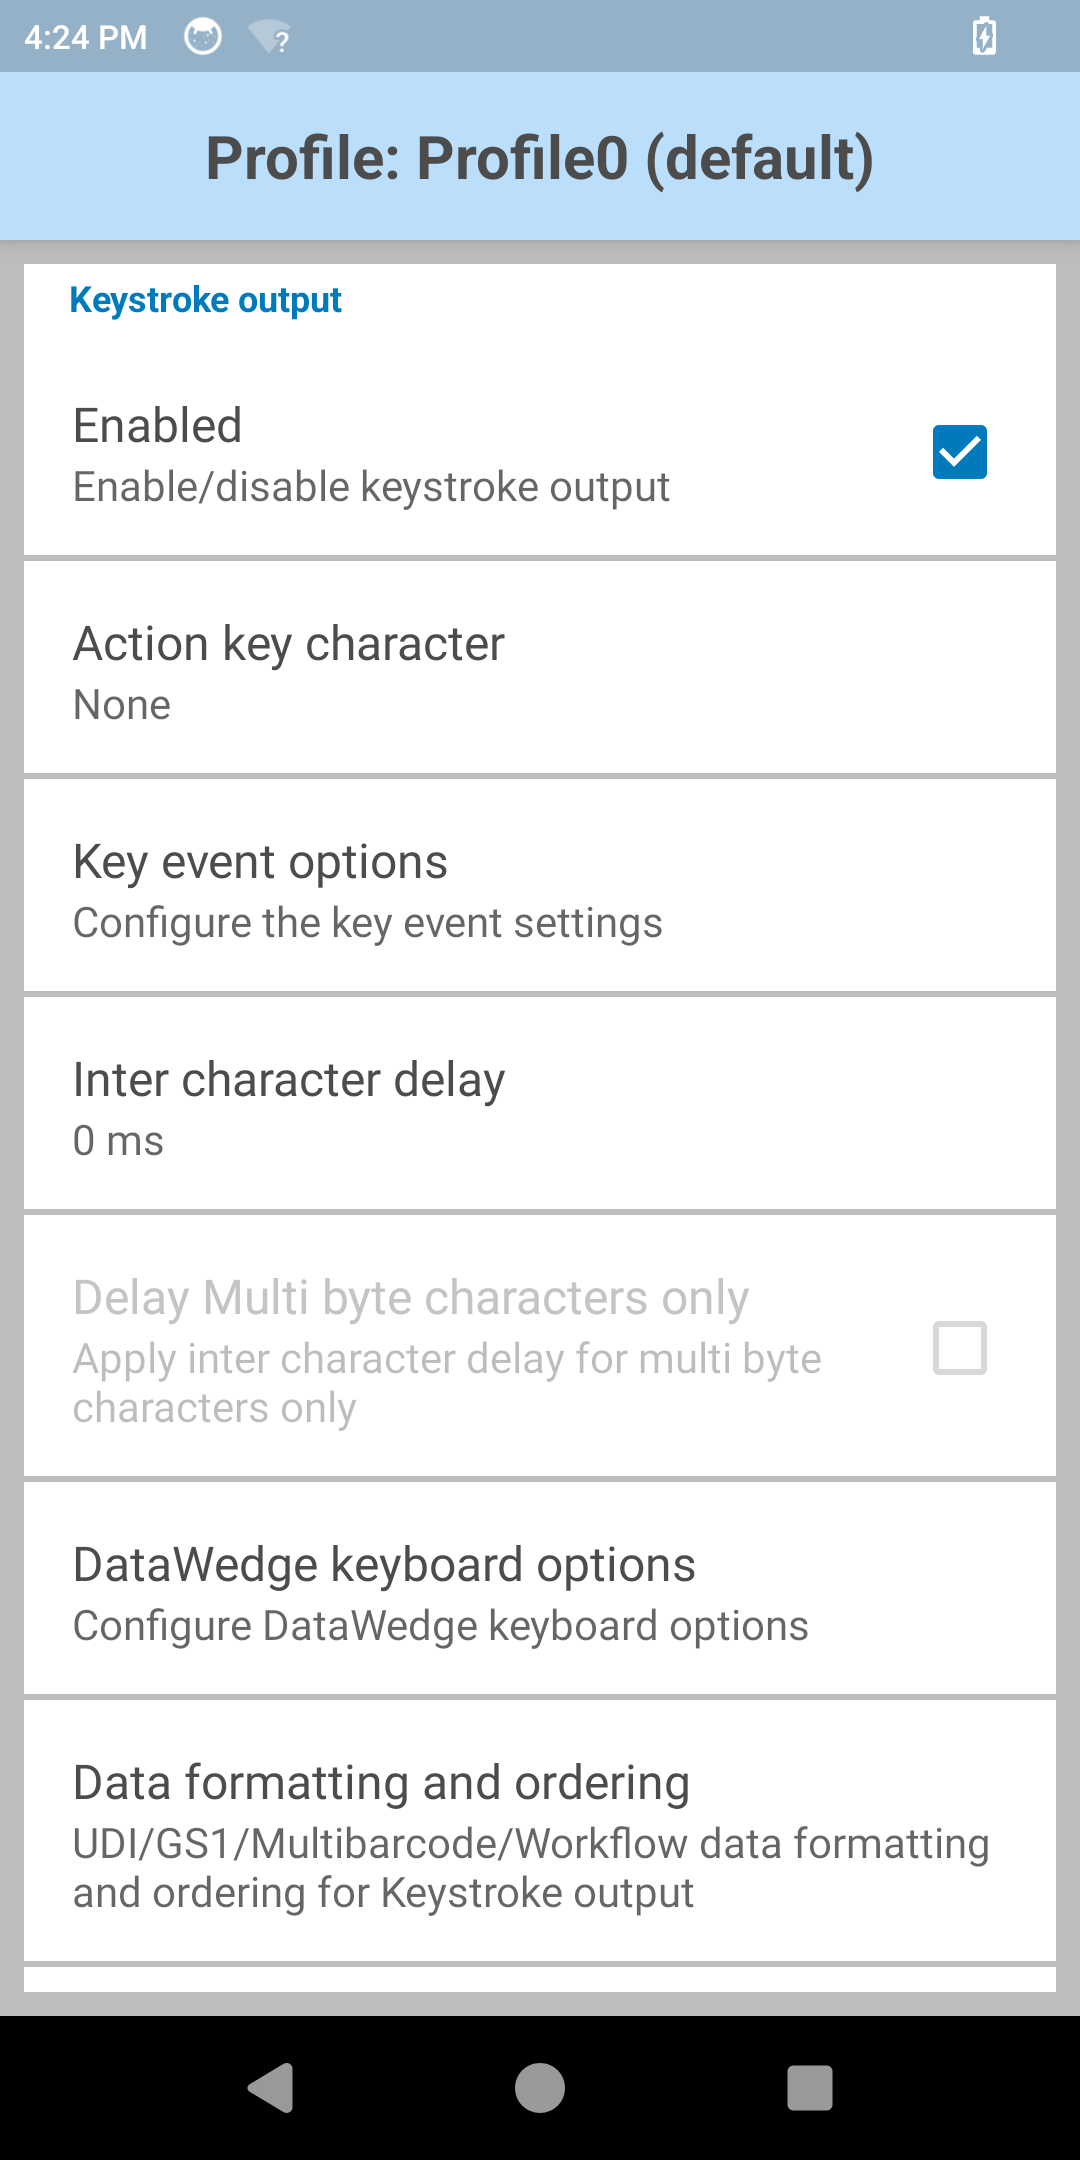 4:24 PM
Profile: Profile0 (default)
Keystroke output
Enabled
Enable/disable keystroke output
Action key character
None
Key event options
Configure the key event settings
Inter character delay
0 ms
Delay Multi byte characters only
Apply inter character delay for multi byte
characters only
DataWedge keyboard options
Configure DataWedge keyboard options
Data formatting and ordering
UDI/GS1/Multibarcode/Workflow data formatting
and ordering for Keystroke output